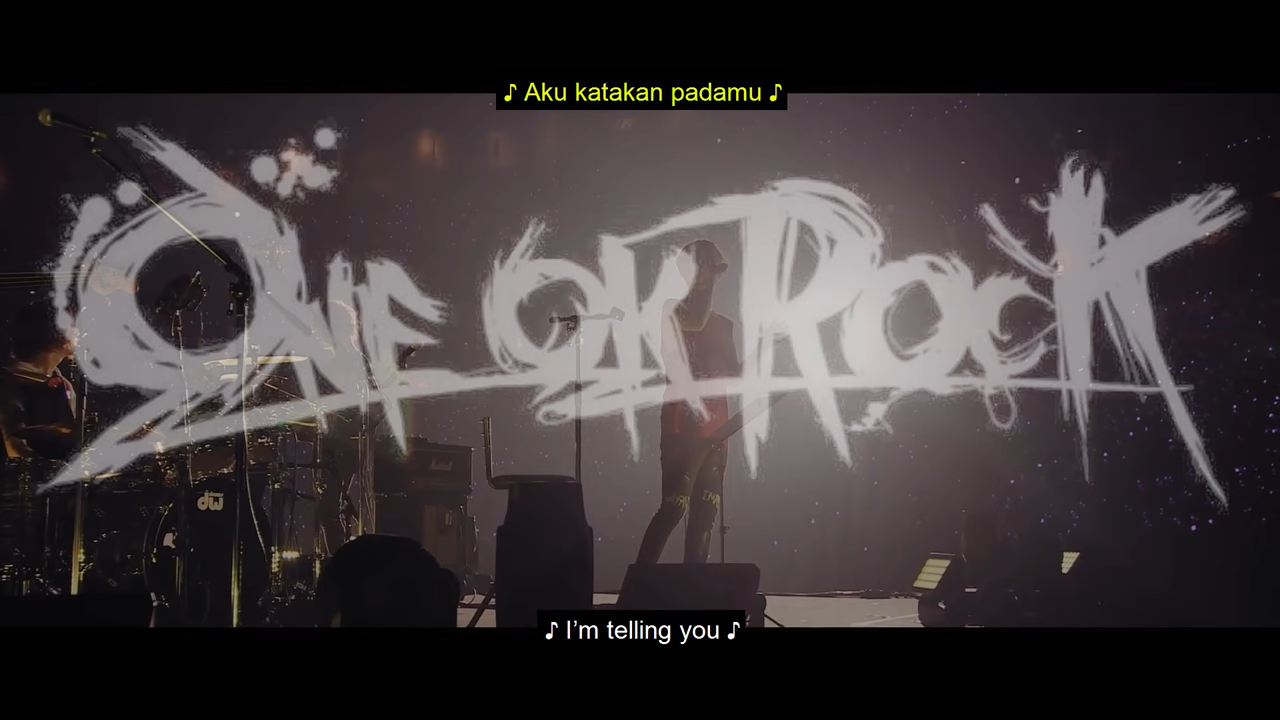 ♪ Aku katakan padamu ♪
ONE OK ROCK
dw
♪ I’m telling you ♪